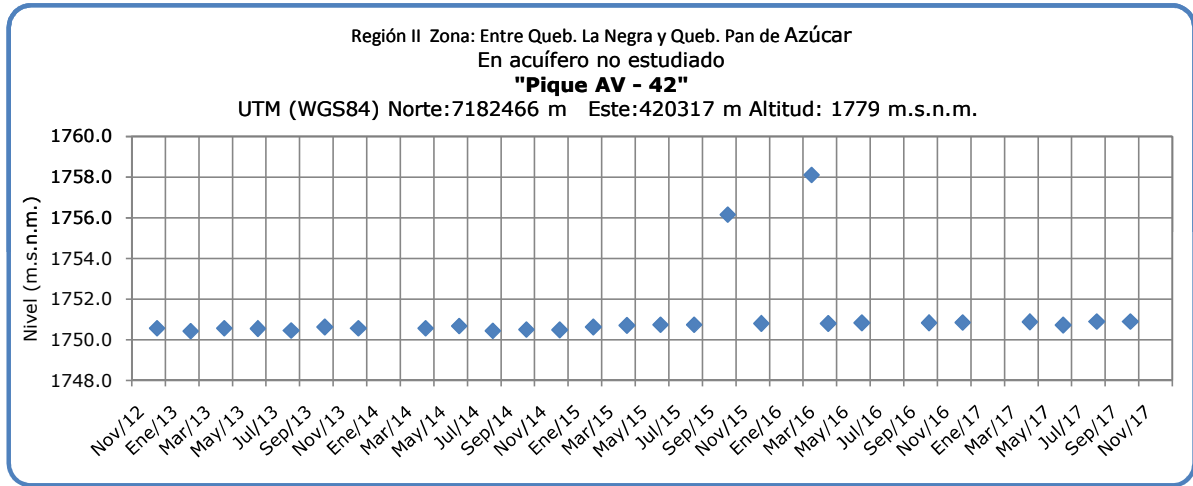 Región II Zona: Entre Queb. La Negra y Queb. Pan de Azúcar
En acuífero no estudiado
"Pique AV - 42"
UTM (WGS84) Norte:7182466 m Este:420317 m Altitud: 1779 m.s.n.m.
Nivel (m.s.n.m.)
1760.0
1758.0
1756.0
1754.0
1752.0
1750.0
1748.0
Nov/12
Ene/13
Mar/13
May/13
Jul/13
Sep/13
Nov/13
Ene/14
Mar/14
May/14
Jul/14
Sep/14
Nov/14
Ene/15
Mar/15
May/15
Jul/15
Sep/15
Nov/15
Ene/16
Mar/16
May/16
Jul/16
Sep/16
Nov/16
Ene/17
Mar/17
May/17
Jul/17
Sep/17
Nov/17